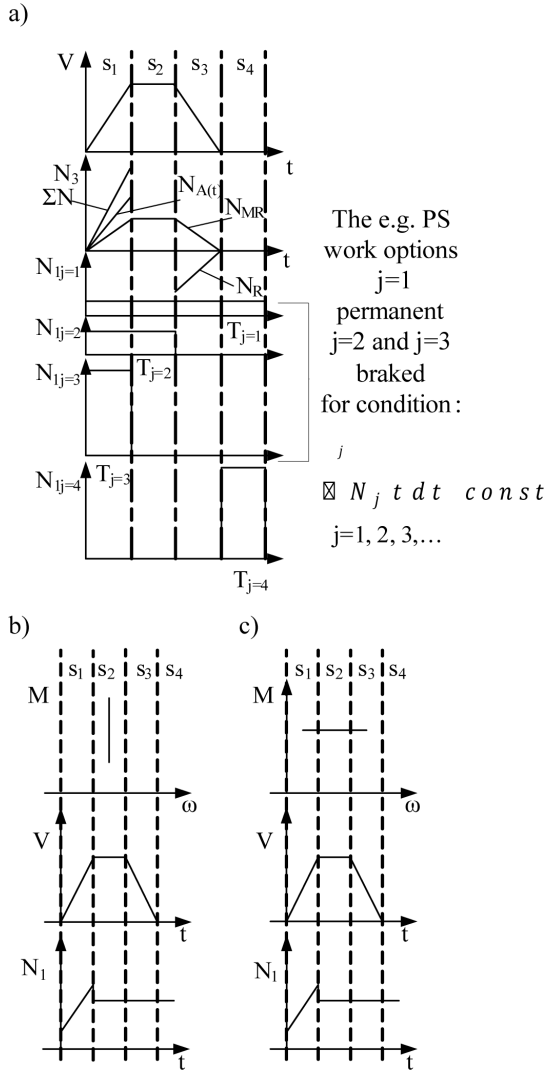 a)
V
s1 s2 s3 s4
t
N3
ΣN
NA(t)
NMR
t
NR
N1j=1
Tj=1
N1j=2
Tj=2
N1j=3
Tj=3
N1j=4
Tj=4
The e.g. PS
work options
j=1
permanent
j=2 and j=3
braked
for condition :
j
Nj t dt const
j=1, 2, 3,…
b)
s1 s2 s3 s4
M
ω
V
t
N1
t
c)
s1 s2 s3 s4
M
ω
V
t
N1
t